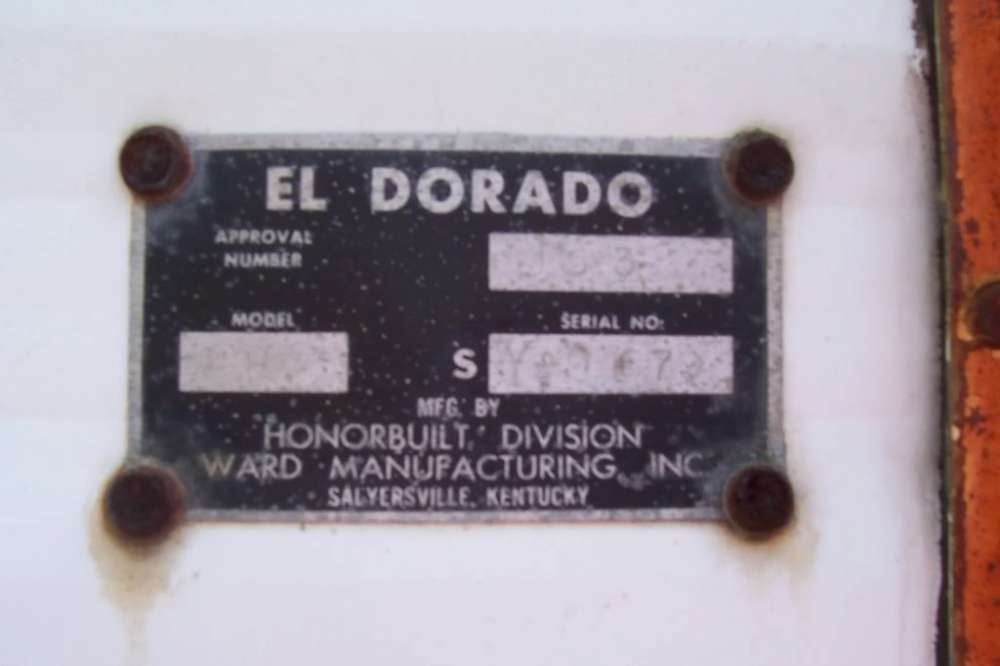 EL DORADO
APPROVAL
NUMBER
MODEL
SERIAL NO.
S
MFG. BY
HONORBUILT DIVISION
WARD MANUFACTURING, INC
SALYERSVILLE, KENTUCKY